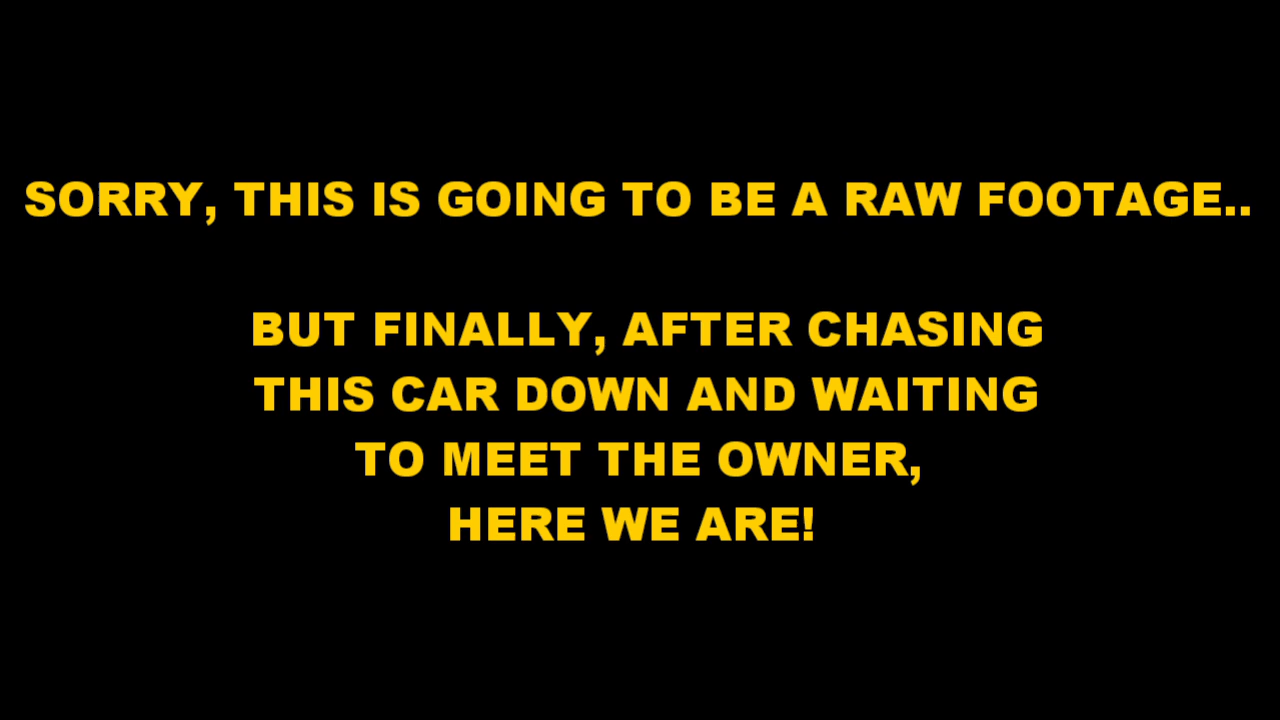 SORRY, THIS IS GOING TO BE A RAW FOOTAGE..
BUT FINALLY, AFTER CHASING
THIS CAR DOWN AND WAITING
TO MEET THE OWNER,
HERE WE ARE!